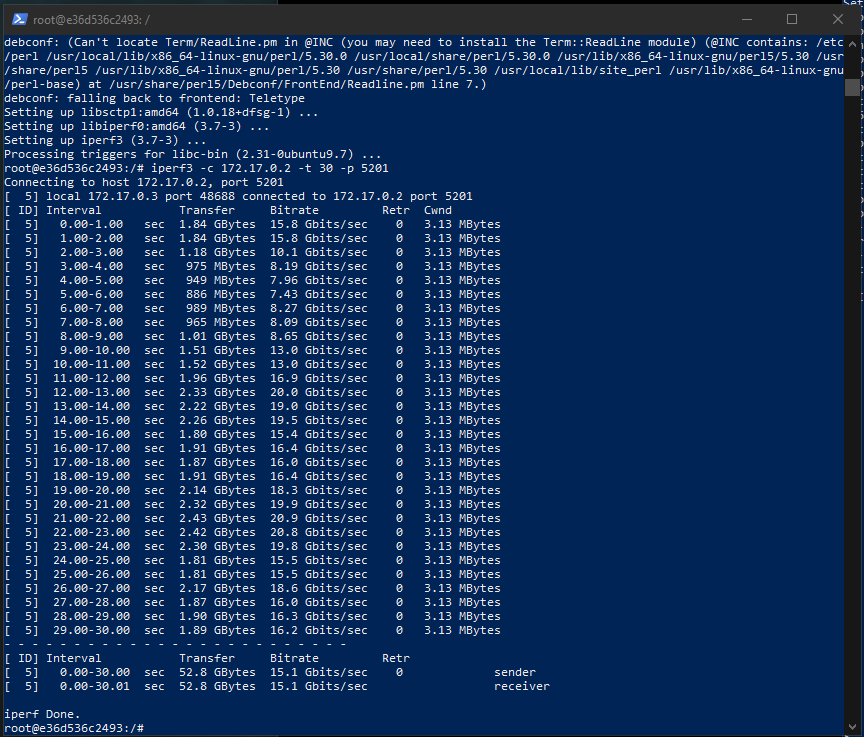 root@e36d536c2493: /
debconf: (Can't locate Term/ReadLine.pm in @INC (you may need to install the Term::ReadLine module) (@INC contains: /etc
/perl /usr/local/lib/x86_64-linux-gnu/perl/5.30.0 /usr/local/share/perl/5.30.0 /usr/lib/x86_64-linux-gnu/perl5/5.30 /usr
/share/perl5 /usr/lib/x86_64-linux-gnu/perl/5.30 /usr/share/perl/5.30 /usr/local/lib/site_perl /usr/lib/x86_64-linux-gnu
/perl-base) at /usr/share/perl5/Debconf/FrontEnd/Readline.pm line 7.)
debconf: falling back to frontend: Teletype
Setting up libsctp1:amd64 (1.0.18+dfsg-1) ...
Setting up libiperf0:amd64 (3.7-3) ...
Setting up iperf3 (3.7-3) ...
Processing triggers for libc-bin (2.31-0ubuntu9.7) ...
root@e36d536c2493:/# iperf3 -c 172.17.0.2 -t 30 -p 5201
Connecting to host 172.17.0.2, port 5201
[  5] local 172.17.0.3 port 48688 connected to 172.17.0.2 port 5201
[ ID] Interval           Transfer     Bitrate         Retr  Cwnd
[  5]   0.00-1.00   sec  1.84 GBytes  15.8 Gbits/sec    0   3.13 MBytes
[  5]   1.00-2.00   sec  1.84 GBytes  15.8 Gbits/sec    0   3.13 MBytes
[  5]   2.00-3.00   sec  1.18 GBytes  10.1 Gbits/sec    0   3.13 MBytes
[  5]   3.00-4.00   sec   975 MBytes  8.19 Gbits/sec    0   3.13 MBytes
[  5]   4.00-5.00   sec   949 MBytes  7.96 Gbits/sec    0   3.13 MBytes
[  5]   5.00-6.00   sec   886 MBytes  7.43 Gbits/sec    0   3.13 MBytes
[  5]   6.00-7.00   sec   989 MBytes  8.27 Gbits/sec    0   3.13 MBytes
[  5]   7.00-8.00   sec   965 MBytes  8.09 Gbits/sec    0   3.13 MBytes
[  5]   8.00-9.00   sec  1.01 GBytes  8.65 Gbits/sec    0   3.13 MBytes
[  5]   9.00-10.00  sec  1.51 GBytes  13.0 Gbits/sec    0   3.13 MBytes
[  5]  10.00-11.00  sec  1.52 GBytes  13.0 Gbits/sec    0   3.13 MBytes
[  5]  11.00-12.00  sec  1.96 GBytes  16.9 Gbits/sec    0   3.13 MBytes
[  5]  12.00-13.00  sec  2.33 GBytes  20.0 Gbits/sec    0   3.13 MBytes
[  5]  13.00-14.00  sec  2.22 GBytes  19.0 Gbits/sec    0   3.13 MBytes
[  5]  14.00-15.00  sec  2.26 GBytes  19.5 Gbits/sec    0   3.13 MBytes
[  5]  15.00-16.00  sec  1.80 GBytes  15.4 Gbits/sec    0   3.13 MBytes
[  5]  16.00-17.00  sec  1.91 GBytes  16.4 Gbits/sec    0   3.13 MBytes
[  5]  17.00-18.00  sec  1.87 GBytes  16.0 Gbits/sec    0   3.13 MBytes
[  5]  18.00-19.00  sec  1.91 GBytes  16.4 Gbits/sec    0   3.13 MBytes
[  5]  19.00-20.00  sec  2.14 GBytes  18.3 Gbits/sec    0   3.13 MBytes
[  5]  20.00-21.00  sec  2.32 GBytes  19.9 Gbits/sec    0   3.13 MBytes
[  5]  21.00-22.00  sec  2.43 GBytes  20.9 Gbits/sec    0   3.13 MBytes
[  5]  22.00-23.00  sec  2.42 GBytes  20.8 Gbits/sec    0   3.13 MBytes
[  5]  23.00-24.00  sec  2.30 GBytes  19.8 Gbits/sec    0   3.13 MBytes
[  5]  24.00-25.00  sec  1.81 GBytes  15.5 Gbits/sec    0   3.13 MBytes
[  5]  25.00-26.00  sec  1.81 GBytes  15.5 Gbits/sec    0   3.13 MBytes
[  5]  26.00-27.00  sec  2.17 GBytes  18.6 Gbits/sec    0   3.13 MBytes
[  5]  27.00-28.00  sec  1.87 GBytes  16.0 Gbits/sec    0   3.13 MBytes
[  5]  28.00-29.00  sec  1.90 GBytes  16.3 Gbits/sec    0   3.13 MBytes
[  5]  29.00-30.00  sec  1.89 GBytes  16.2 Gbits/sec    0   3.13 MBytes
- - - - - - - - - - - - - - - - - - - - - - - - -
[ ID] Interval           Transfer     Bitrate         Retr
[  5]   0.00-30.00  sec  52.8 GBytes  15.1 Gbits/sec    0             sender
[  5]   0.00-30.01  sec  52.8 GBytes  15.1 Gbits/sec                  receiver
iperf Done.
root@e36d536c2493:/#